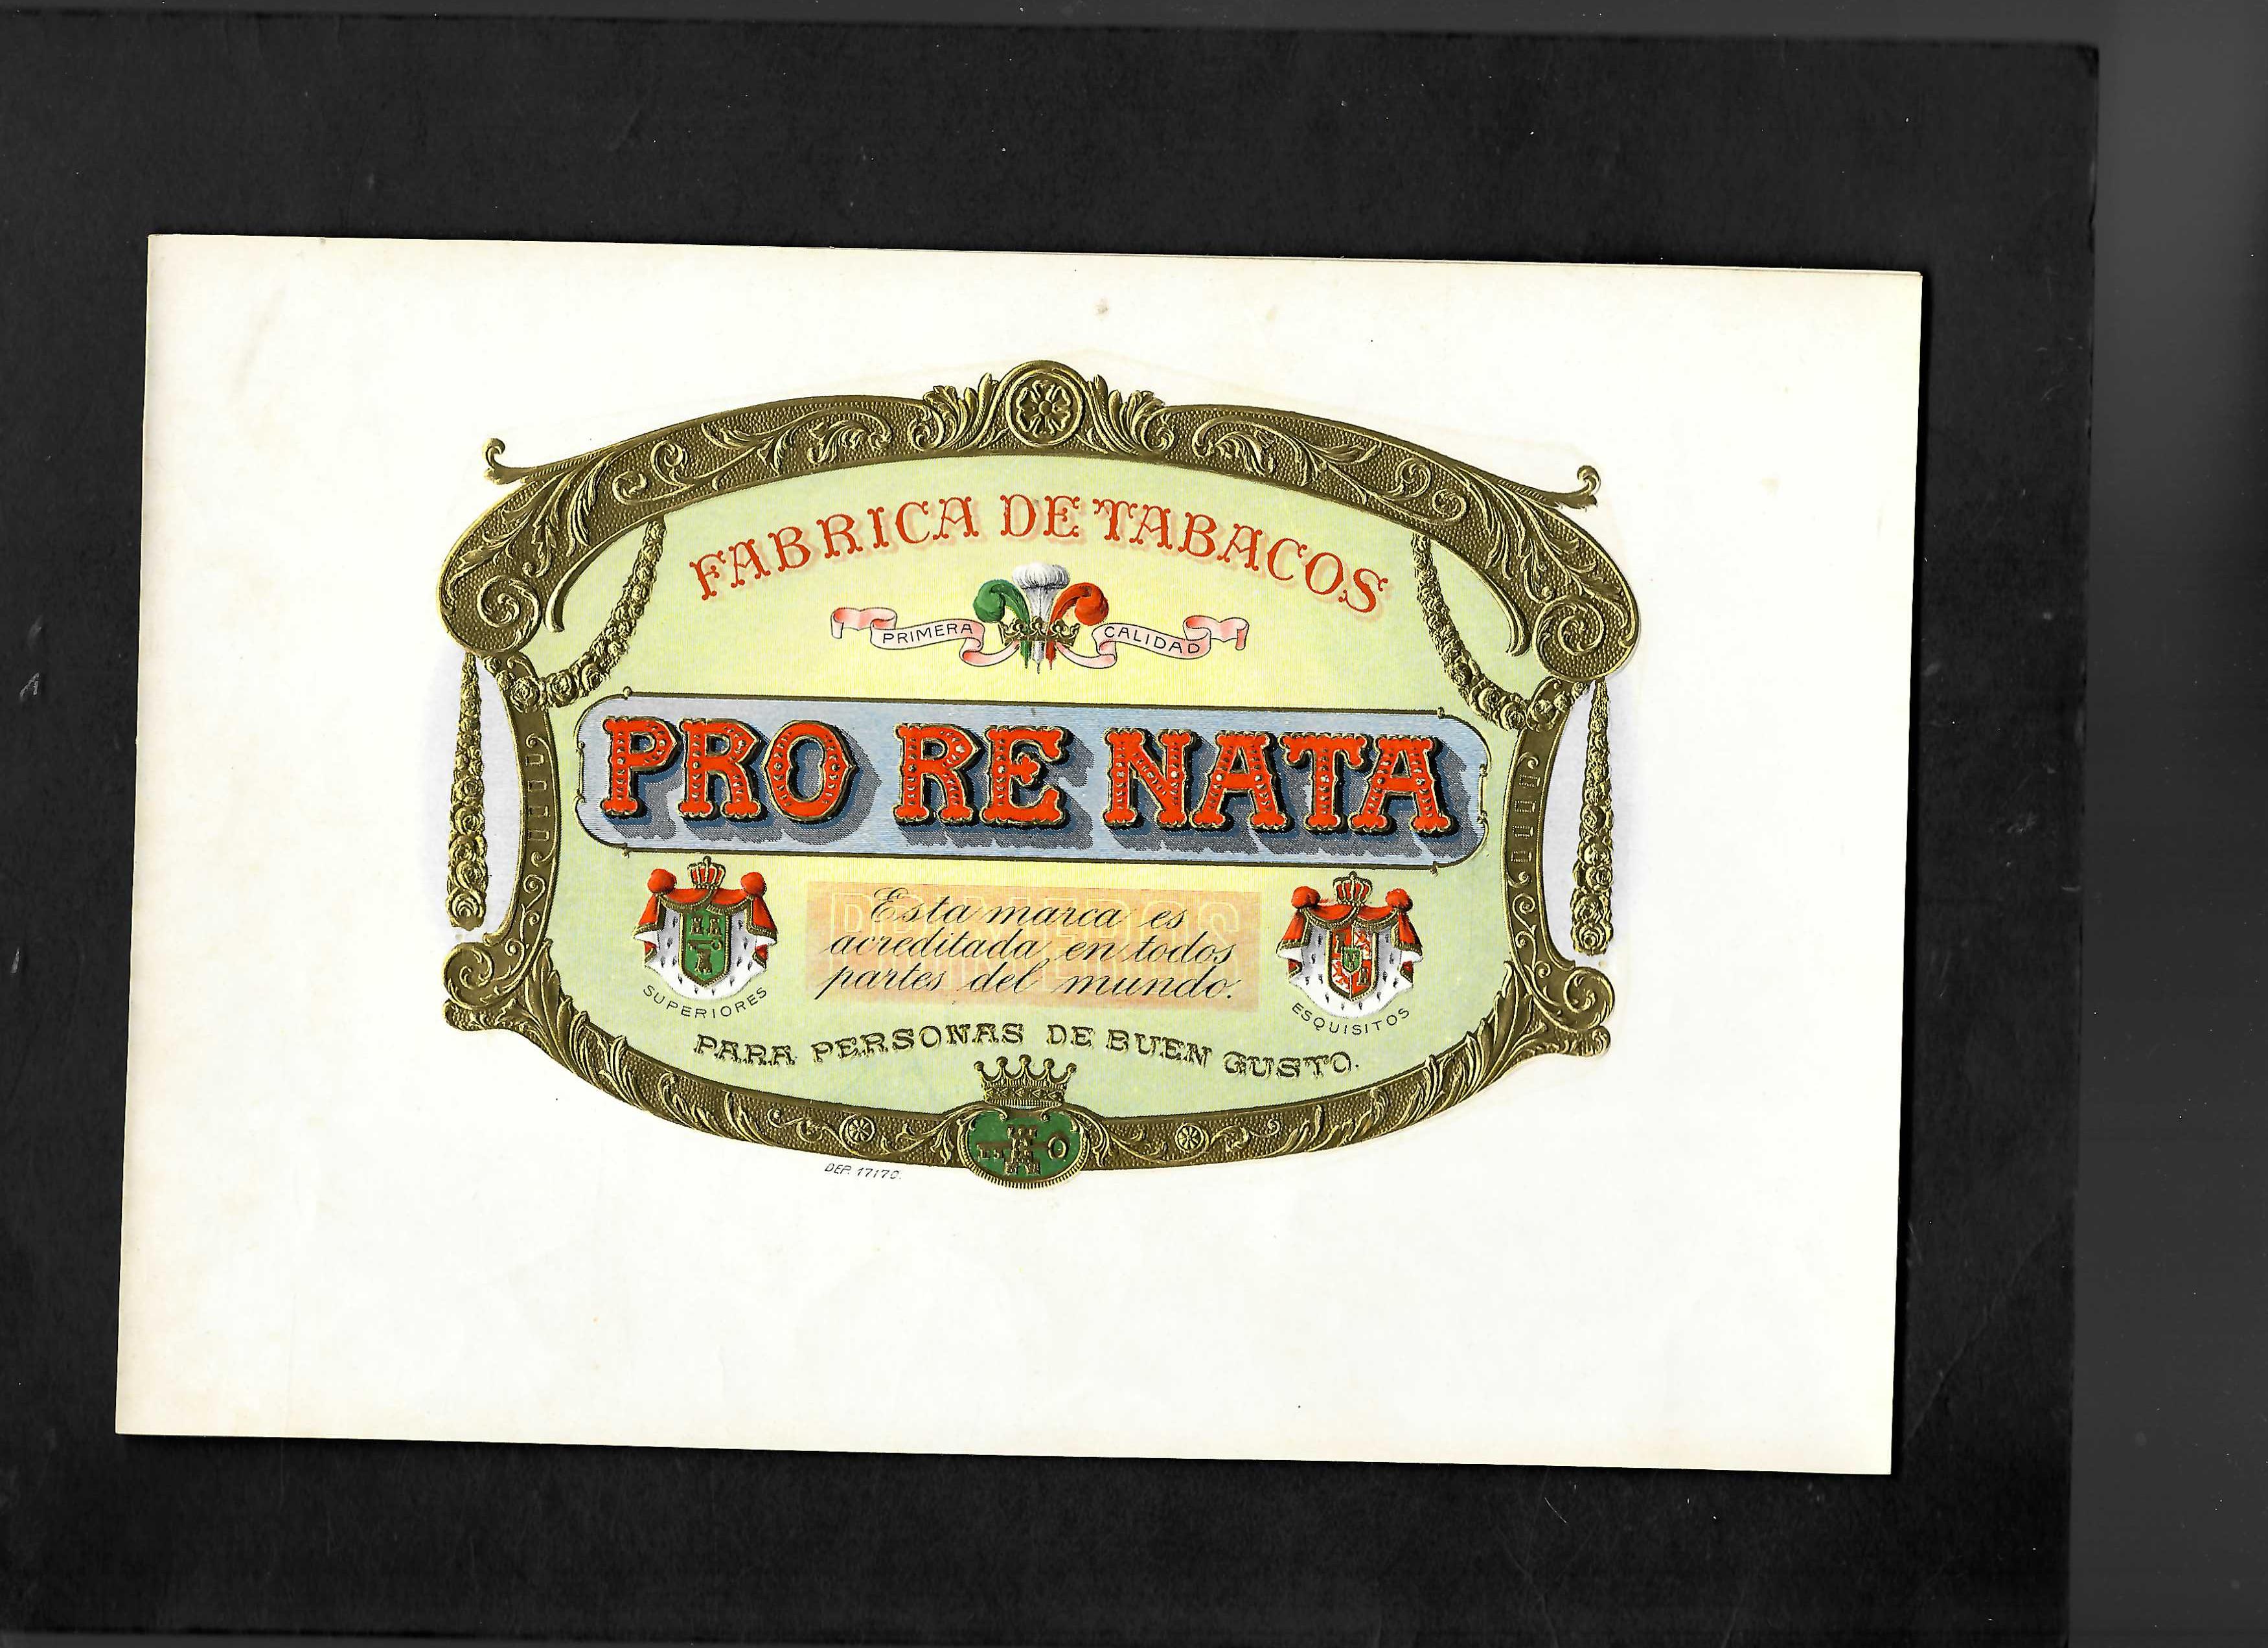 FABRICA DE TABACOS
PRIMERA CALIDAD
PRO RE NATA
Esta marca es
acreditada en todos
partes del mundo.
SUPERIORES
ESQUISITOS
PARA PERSONAS DE BUEN GUSTO.
DEP. 17170.